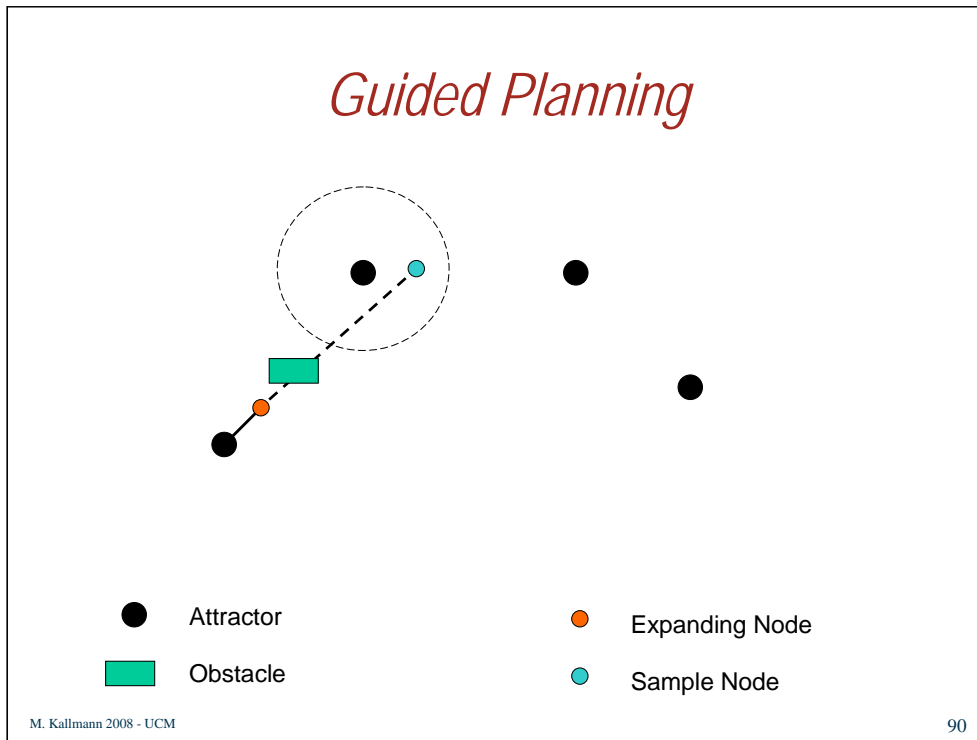 Guided Planning
Attractor
Expanding Node
Obstacle
Sample Node
M. Kallmann 2008 - UCM
90